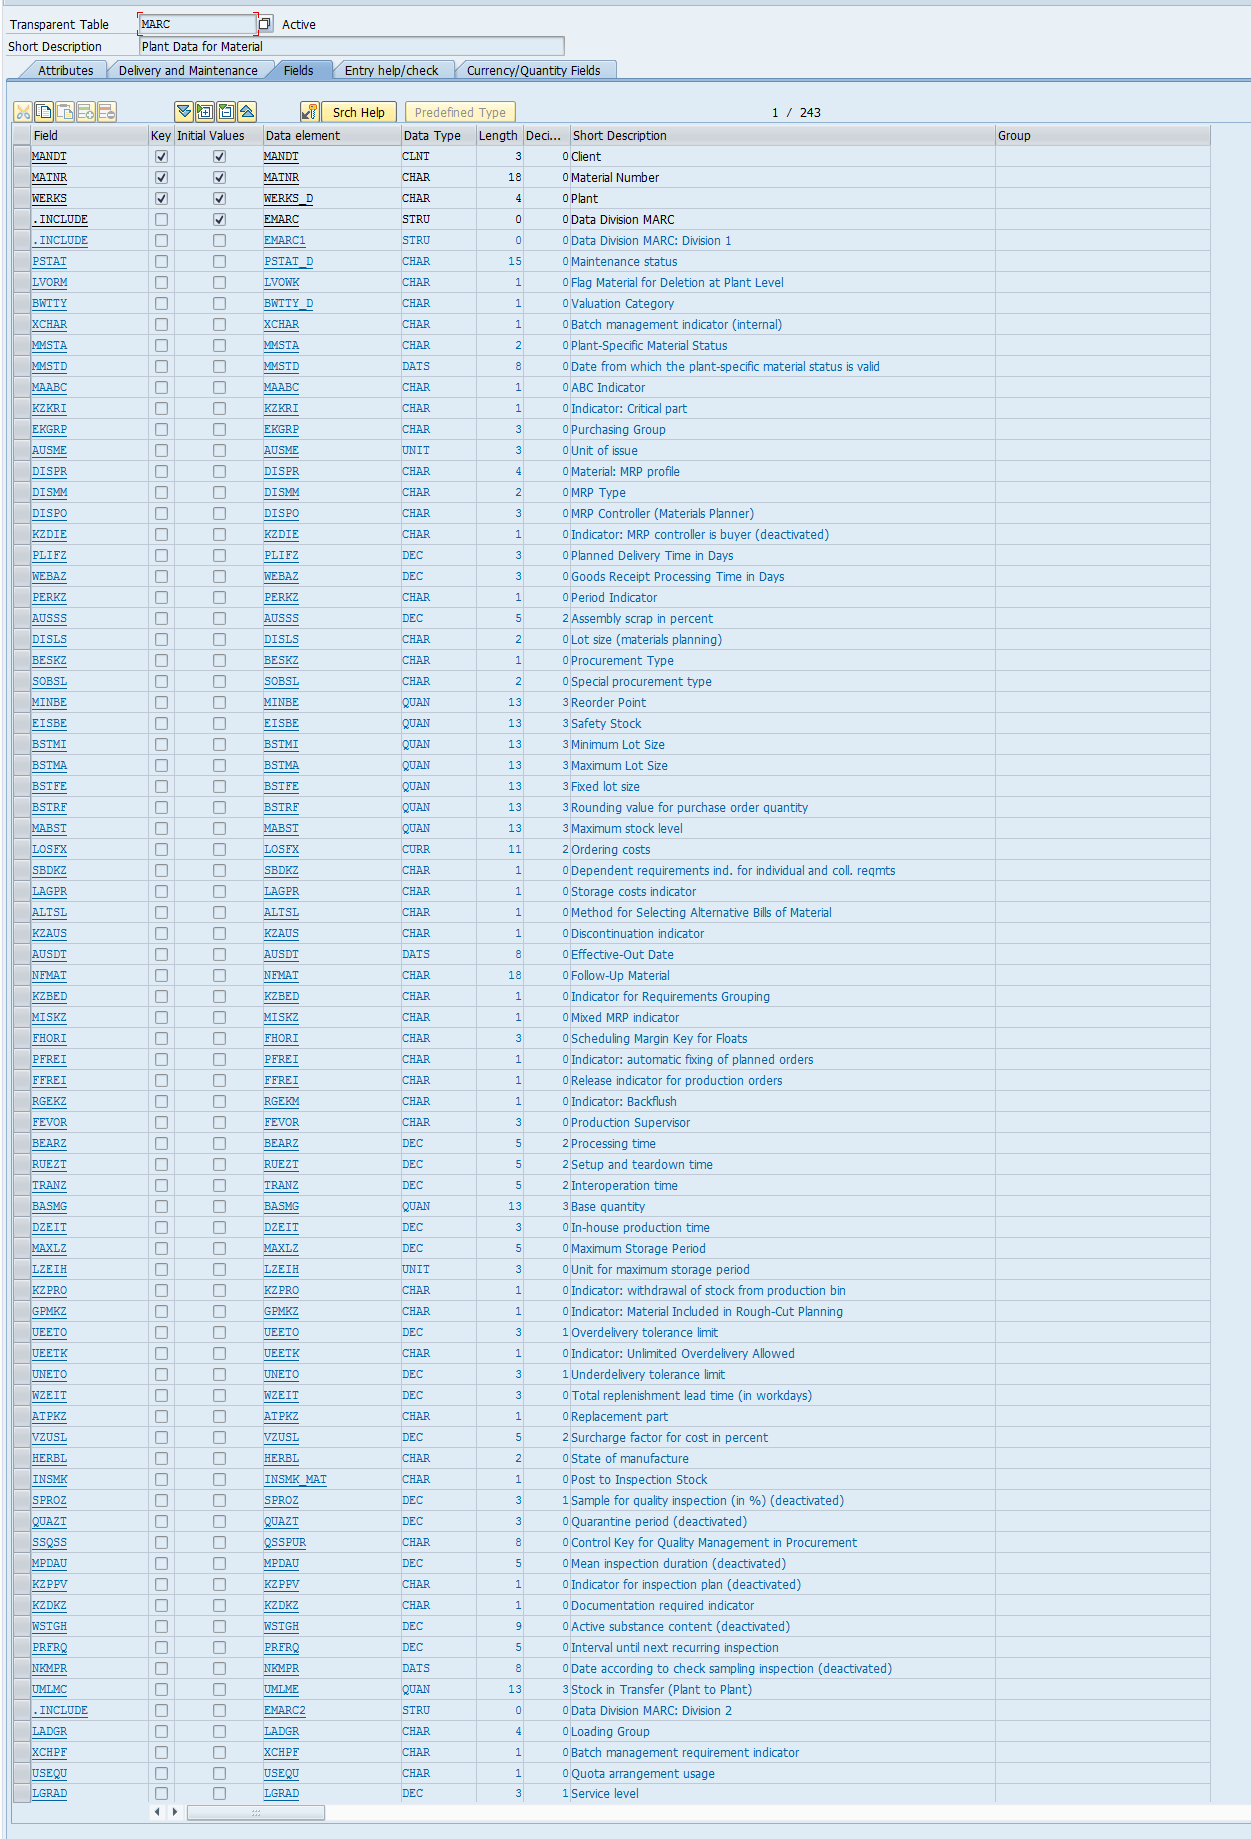 Transparent Table MARC Active
Short Description Plant Data for Material
Attributes Delivery and Maintenance Fields Entry help/check Currency/Quantity Fields
Srch Help Predefined Type 1 / 243
Field Key Initial Values Data element Data Type Length Deci... Short Description Group
MANDT MANDT CLNT 3 0 Client
MATNR MATNR CHAR 18 0 Material Number
WERKS WERKS_D CHAR 4 0 Plant
.INCLUDE EMARC STRU 0 0 Data Division MARC
.INCLUDE EMARC1 STRU 0 0 Data Division MARC: Division 1
PSTAT PSTAT_D CHAR 15 0 Maintenance status
LVORM LVOWK CHAR 1 0 Flag Material for Deletion at Plant Level
BWTTY BWTTY_D CHAR 1 0 Valuation Category
XCHAR XCHAR CHAR 1 0 Batch management indicator (internal)
MMSTA MMSTA CHAR 2 0 Plant-Specific Material Status
MMSTD MMSTD DATS 8 0 Date from which the plant-specific material status is valid
MAABC MAABC CHAR 1 0 ABC Indicator
KZKRI KZKRI CHAR 1 0 Indicator: Critical part
EKGRP EKGRP CHAR 3 0 Purchasing Group
AUSME AUSME UNIT 3 0 Unit of issue
DISPR DISPR CHAR 4 0 Material: MRP profile
DISMM DISMM CHAR 2 0 MRP Type
DISPO DISPO CHAR 3 0 MRP Controller (Materials Planner)
KZDIE KZDIE CHAR 1 0 Indicator: MRP controller is buyer (deactivated)
PLIFZ PLIFZ DEC 3 0 Planned Delivery Time in Days
WEBAZ WEBAZ DEC 3 0 Goods Receipt Processing Time in Days
PERKZ PERKZ CHAR 1 0 Period Indicator
AUSSS AUSSS DEC 5 2 Assembly scrap in percent
DISLS DISLS CHAR 2 0 Lot size (materials planning)
BESKZ BESKZ CHAR 1 0 Procurement Type
SOBSL SOBSL CHAR 2 0 Special procurement type
MINBE MINBE QUAN 13 3 Reorder Point
EISBE EISBE QUAN 13 3 Safety Stock
BSTMI BSTMI QUAN 13 3 Minimum Lot Size
BSTMA BSTMA QUAN 13 3 Maximum Lot Size
BSTFE BSTFE QUAN 13 3 Fixed lot size
BSTRF BSTRF QUAN 13 3 Rounding value for purchase order quantity
MABST MABST QUAN 13 3 Maximum stock level
LOSFX LOSFX CURR 11 2 Ordering costs
SBDKZ SBDKZ CHAR 1 0 Dependent requirements ind. for individual and coll. reqmts
LAGPR LAGPR CHAR 1 0 Storage costs indicator
ALTSL ALTSL CHAR 1 0 Method for Selecting Alternative Bills of Material
KZAUS KZAUS CHAR 1 0 Discontinuation indicator
AUSDT AUSDT DATS 8 0 Effective-Out Date
NFMAT NFMAT CHAR 18 0 Follow-Up Material
KZBED KZBED CHAR 1 0 Indicator for Requirements Grouping
MISKZ MISKZ CHAR 1 0 Mixed MRP indicator
FHORI FHORI CHAR 3 0 Scheduling Margin Key for Floats
PFREI PFREI CHAR 1 0 Indicator: automatic fixing of planned orders
FFREI FFREI CHAR 1 0 Release indicator for production orders
RGEKZ RGEKM CHAR 1 0 Indicator: Backflush
FEVOR FEVOR CHAR 3 0 Production Supervisor
BEARZ BEARZ DEC 5 2 Processing time
RUEZT RUEZT DEC 5 2 Setup and teardown time
TRANZ TRANZ DEC 5 2 Interoperation time
BASMG BASMG QUAN 13 3 Base quantity
DZEIT DZEIT DEC 3 0 In-house production time
MAXLZ MAXLZ DEC 5 0 Maximum Storage Period
LZEIH LZEIH UNIT 3 0 Unit for maximum storage period
KZPRO KZPRO CHAR 1 0 Indicator: withdrawal of stock from production bin
GPMKZ GPMKZ CHAR 1 0 Indicator: Material Included in Rough-Cut Planning
UEETO UEETO DEC 3 1 Overdelivery tolerance limit
UEETK UEETK CHAR 1 0 Indicator: Unlimited Overdelivery Allowed
UNETO UNETO DEC 3 1 Underdelivery tolerance limit
WZEIT WZEIT DEC 3 0 Total replenishment lead time (in workdays)
ATPKZ ATPKZ CHAR 1 0 Replacement part
VZUSL VZUSL DEC 5 2 Surcharge factor for cost in percent
HERBL HERBL CHAR 2 0 State of manufacture
INSMK INSMK_MAT CHAR 1 0 Post to Inspection Stock
SPROZ SPROZ DEC 3 1 Sample for quality inspection (in %) (deactivated)
QUAZT QUAZT DEC 3 0 Quarantine period (deactivated)
SSQSS QSSPUR CHAR 8 0 Control Key for Quality Management in Procurement
MPDAU MPDAU DEC 5 0 Mean inspection duration (deactivated)
KZPPV KZPPV CHAR 1 0 Indicator for inspection plan (deactivated)
KZDKZ KZDKZ CHAR 1 0 Documentation required indicator
WSTGH WSTGH DEC 9 0 Active substance content (deactivated)
PRFRQ PRFRQ DEC 5 0 Interval until next recurring inspection
NKMPR NKMPR DATS 8 0 Date according to check sampling inspection (deactivated)
UMLMC UMLME QUAN 13 3 Stock in Transfer (Plant to Plant)
.INCLUDE EMARC2 STRU 0 0 Data Division MARC: Division 2
LADGR LADGR CHAR 4 0 Loading Group
XCHPF XCHPF CHAR 1 0 Batch management requirement indicator
USEQU USEQU CHAR 1 0 Quota arrangement usage
LGRAD LGRAD DEC 3 1 Service level